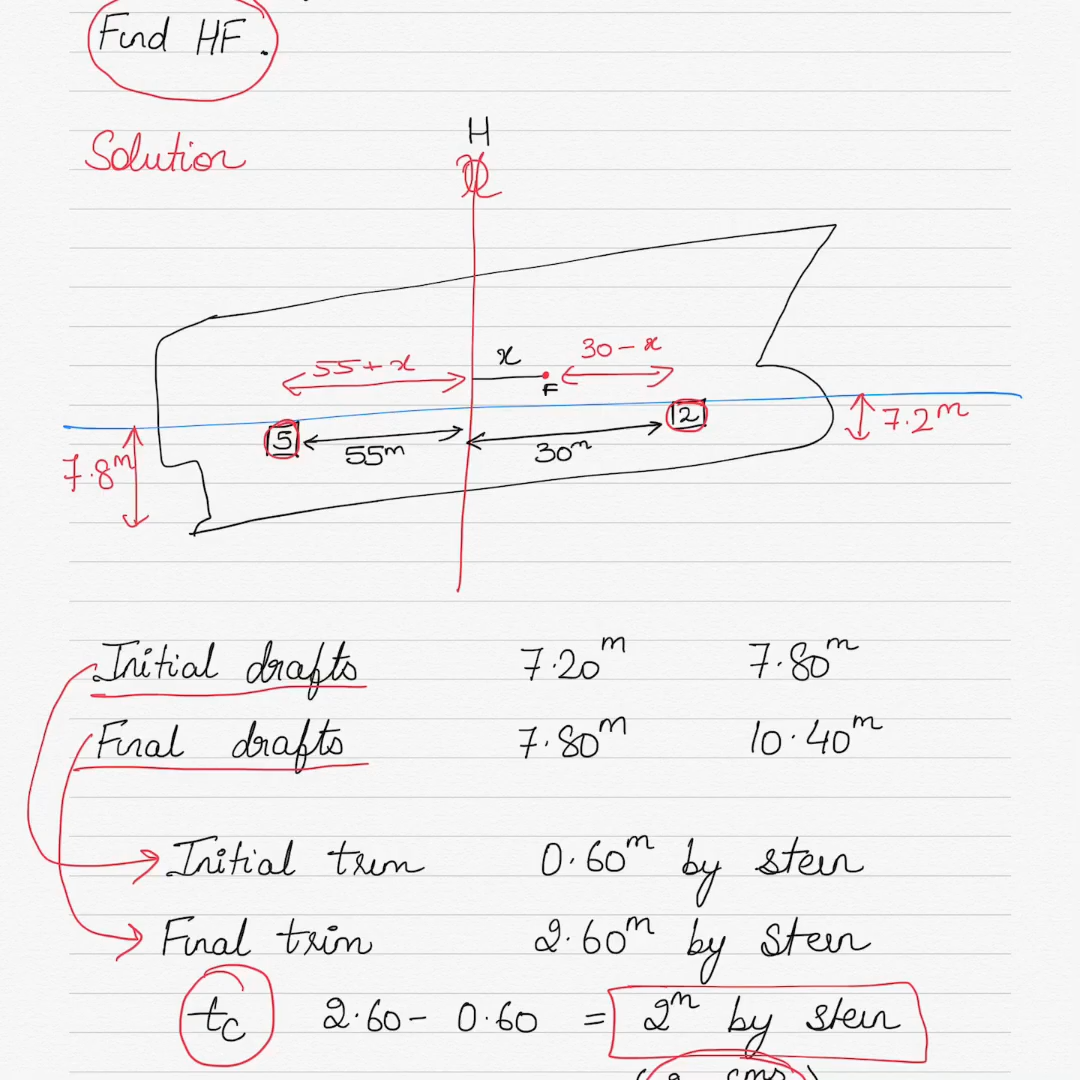 Find HF.
Solution
H
55+x x 30-x
F
5 55m 30m 2
7.8m 7.2m
Initial drafts 7.20m 7.80m
Final drafts 7.80m 10.40m
Initial trim 0.60m by stern
Final trim 2.60m by stern
tc 2.60- 0.60 = 2m by stern
cms)